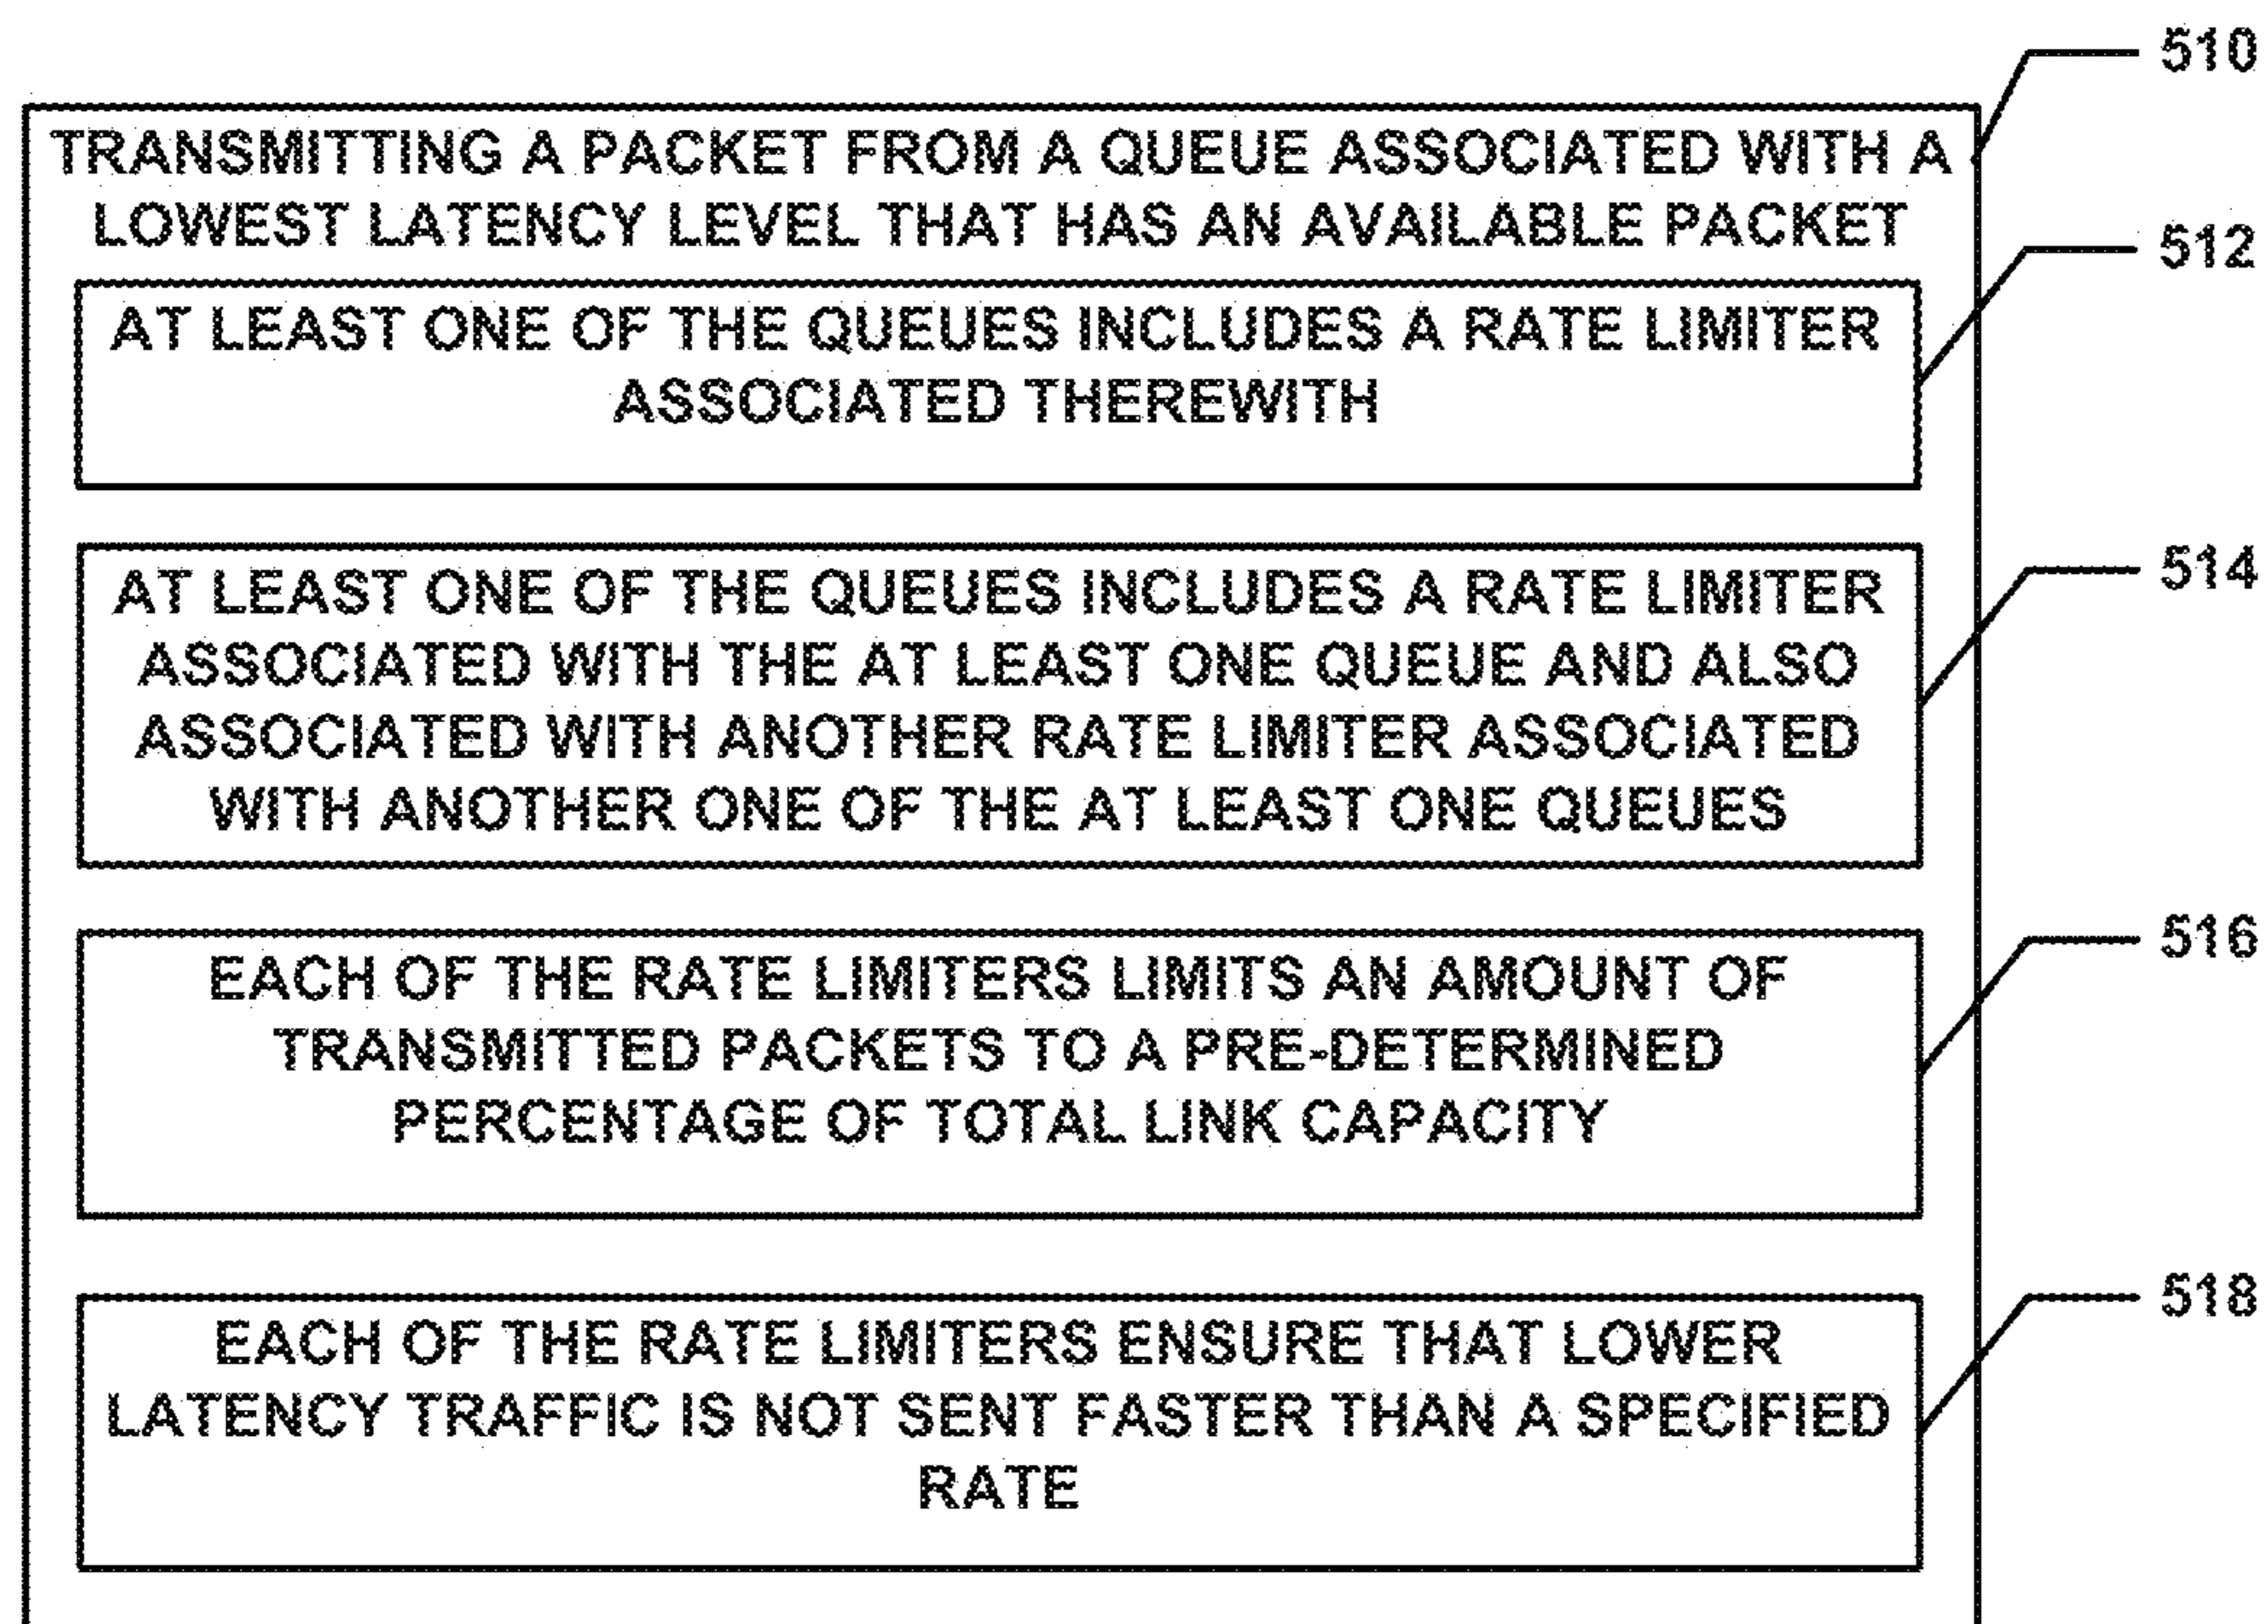 510
TRANSMITTING A PACKET FROM A QUEUE ASSOCIATED WITH A
LOWEST LATENCY LEVEL THAT HAS AN AVAILABLE PACKET
512
AT LEAST ONE OF THE QUEUES INCLUDES A RATE LIMITER
ASSOCIATED THEREWITH
514
AT LEAST ONE OF THE QUEUES INCLUDES A RATE LIMITER
ASSOCIATED WITH THE AT LEAST ONE QUEUE AND ALSO
ASSOCIATED WITH ANOTHER RATE LIMITER ASSOCIATED
WITH ANOTHER ONE OF THE AT LEAST ONE QUEUES
516
EACH OF THE RATE LIMITERS LIMITS AN AMOUNT OF
TRANSMITTED PACKETS TO A PRE-DETERMINED
PERCENTAGE OF TOTAL LINK CAPACITY
518
EACH OF THE RATE LIMITERS ENSURE THAT LOWER
LATENCY TRAFFIC IS NOT SENT FASTER THAN A SPECIFIED
RATE